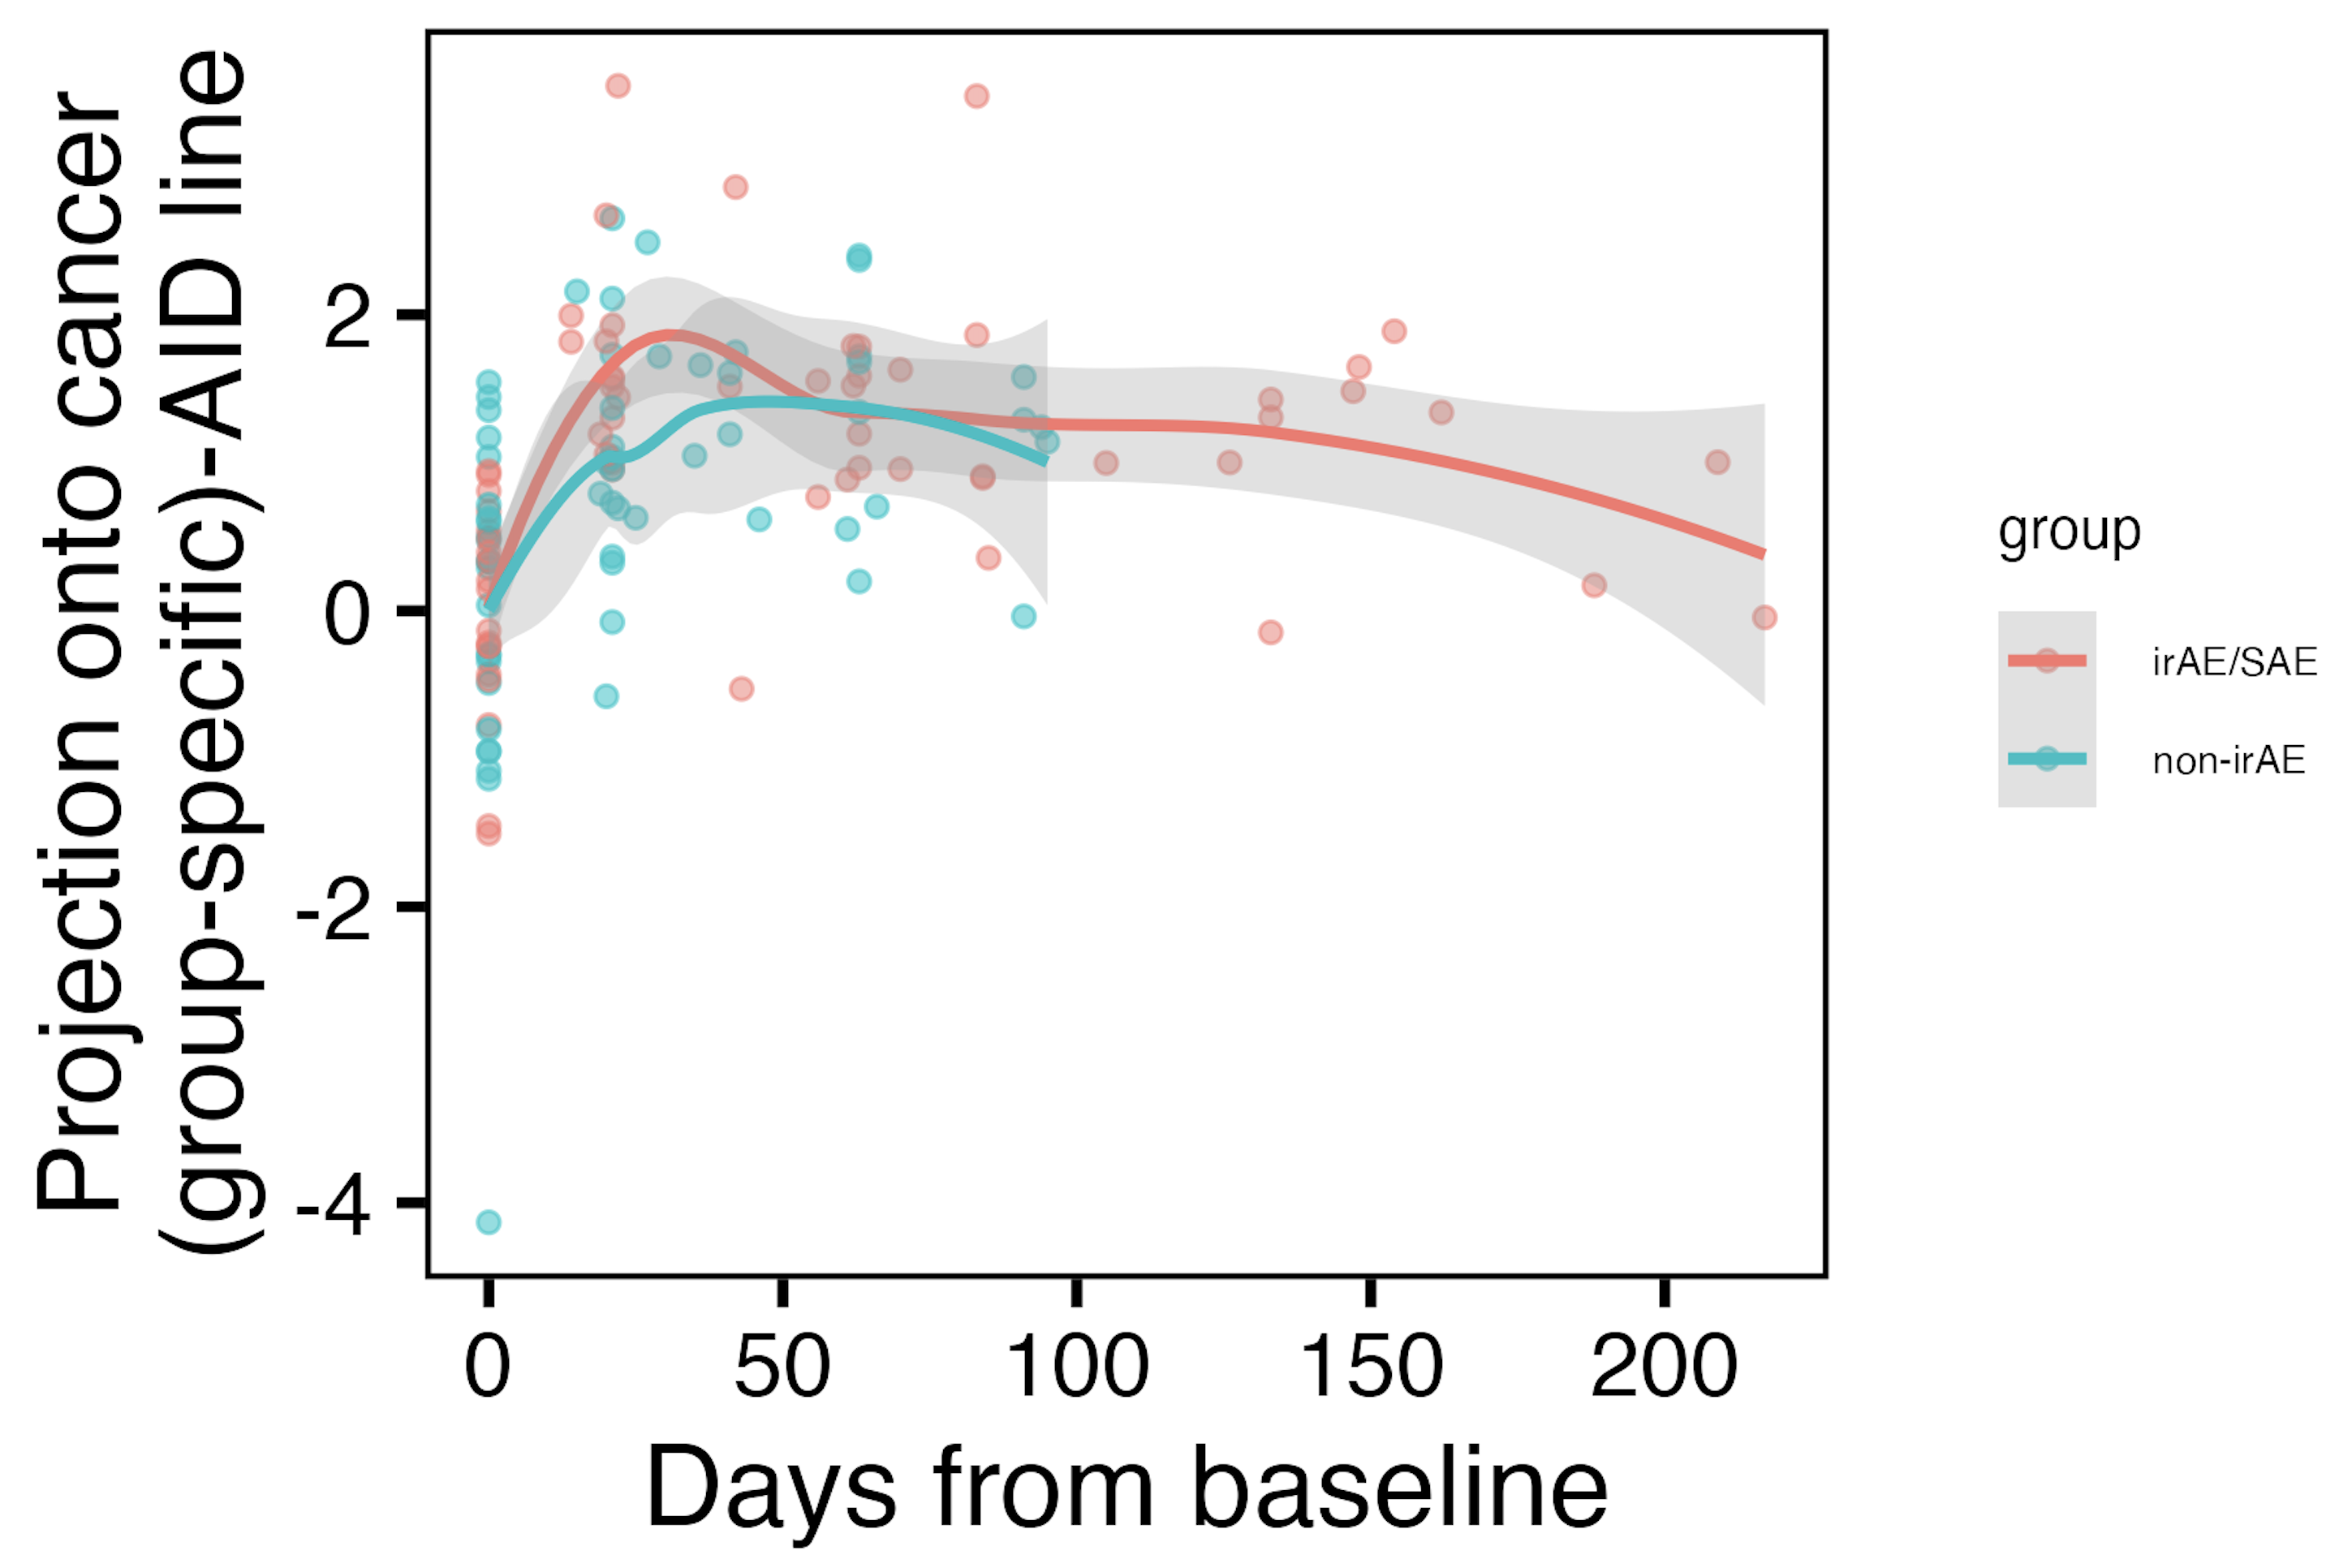 Projection onto cancer
(group-specific)-AID line
2
0
-2
-4
0
50
100
150
200
Days from baseline
group
irAE/SAE
non-irAE